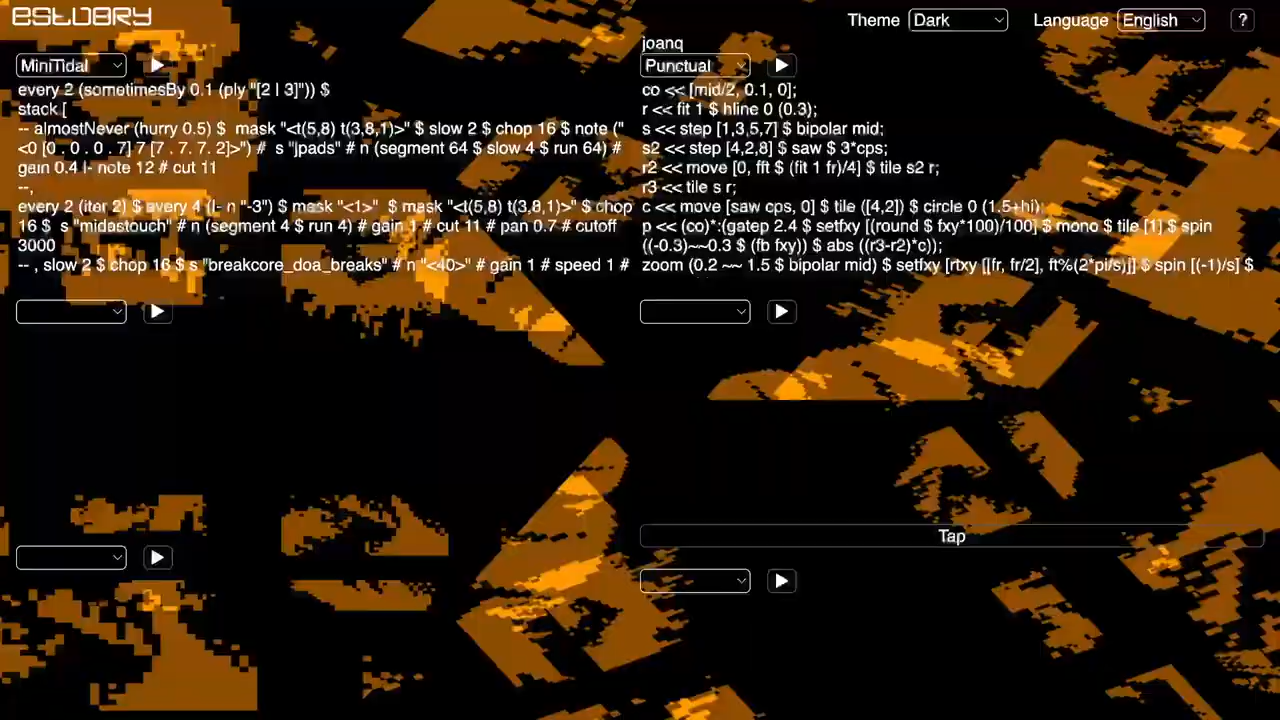 estuary
Theme Dark Language English ?
MiniTidal
every 2 (sometimesBy 0.1 (ply "[2 | 3]")) $
stack [
-- almostNever (hurry 0.5) $ mask "<t(5,8) t(3,8,1)>" $ slow 2 $ chop 16 $ note ("
<0 [0 . 0 . 0 . 7] 7 [7 . 7 . 7 . 2]>") # s "jpads" # n (segment 64 $ slow 4 $ run 64) #
gain 0.4 |- note 12 # cut 11
--,
every 2 (iter 2) $ every 4 (|- n "-3") $ mask "<1>" $ mask "<t(5,8) t(3,8,1)>" $ chop
16 $ s "midastouch" # n (segment 4 $ run 4) # gain 1 # cut 11 # pan 0.7 # cutoff
3000
-- , slow 2 $ chop 16 $ s "breakcore_doa_breaks" # n "<40>" # gain 1 # speed 1 #
joanq
Punctual
co << [mid/2, 0.1, 0];
r << fit 1 $ hline 0 (0.3);
s << step [1,3,5,7] $ bipolar mid;
s2 << step [4,2,8] $ saw $ 3*cps;
r2 << move [0, fft $ (fit 1 fr)/4] $ tile s2 r;
r3 << tile s r;
c << move [saw cps, 0] $ tile ([4,2]) $ circle 0 (1.5+hi);
p << (co)*:(gatep 2.4 $ setfxy [(round $ fxy*100)/100] $ mono $ tile [1] $ spin
((-0.3)~~0.3 $ (fb fxy)) $ abs ((r3-r2)*c));
zoom (0.2 ~~ 1.5 $ bipolar mid) $ setfxy [rtxy [[fr, fr/2], ft%(2*pi/s)]] $ spin [(-1)/s] $
Tap